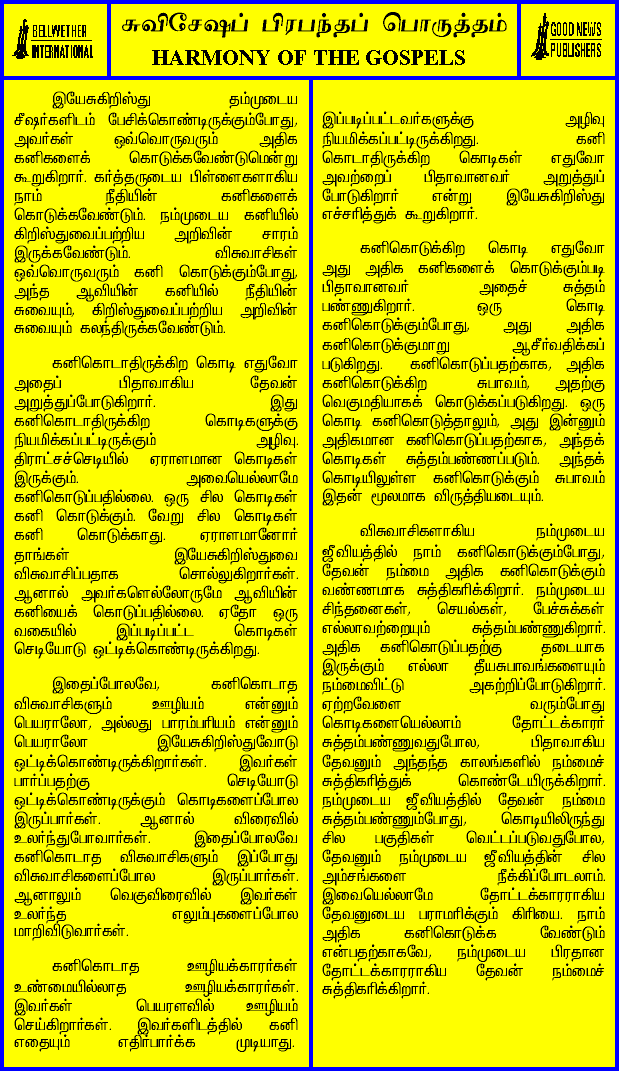 BELLWETHER
INTERNATIONAL
சுவிசேஷப் பிரபந்தப் பொருத்தம்
HARMONY OF THE GOSPELS
GOOD NEWS
PUBLISHERS
இயேசுகிறிஸ்து தம்முடைய
சீஷர்களிடம் பேசிக்கொண்டிருக்கும்போது,
அவர்கள் ஒவ்வொருவரும் அதிக
கனிகளைக் கொடுக்கவேண்டுமென்று
கூறுகிறார். கர்த்தருடைய பிள்ளைகளாகிய
நாம் நீதியின் கனிகளைக்
கொடுக்கவேண்டும். நம்முடைய கனியில்
கிறிஸ்துவைப்பற்றிய அறிவின் சாரம்
இருக்கவேண்டும். விசுவாசிகள்
ஒவ்வொருவரும் கனி கொடுக்கும்போது,
அந்த ஆவியின் கனியில் நீதியின்
சுவையும், கிறிஸ்துவைப்பற்றிய அறிவின்
சுவையும் கலந்திருக்கவேண்டும்.
கனிகொடாதிருக்கிற கொடி எதுவோ
அதைப் பிதாவாகிய தேவன்
அறுத்துப்போடுகிறார். இது
கனிகொடாதிருக்கிற கொடிகளுக்கு
நியமிக்கப்பட்டிருக்கும் அழிவு.
திராட்சச்செடியில் ஏராளமான கொடிகள்
இருக்கும். அவையெல்லாமே
கனிகொடுப்பதில்லை. ஒரு சில கொடிகள்
கனி கொடுக்கும். வேறு சில கொடிகள்
கனி கொடுக்காது. ஏராளமானோர்
தாங்கள் இயேசுகிறிஸ்துவை
விசுவாசிப்பதாக சொல்லுகிறார்கள்.
ஆனால் அவர்களெல்லோருமே ஆவியின்
கனியைக் கொடுப்பதில்லை. ஏதோ ஒரு
வகையில் இப்படிப்பட்ட கொடிகள்
செடியோடு ஒட்டிக்கொண்டிருக்கிறது.
இதைப்போலவே, கனிகொடாத
விசுவாசிகளும் ஊழியம் என்னும்
பெயராலோ, அல்லது பாரம்பரியம் என்னும்
பெயராலோ இயேசுகிறிஸ்துவோடு
ஒட்டிக்கொண்டிருக்கிறார்கள். இவர்கள்
பார்ப்பதற்கு செடியோடு
ஒட்டிக்கொண்டிருக்கும் கொடிகளைப்போல
இருப்பார்கள். ஆனால் விரைவில்
உலர்ந்துபோவார்கள். இதைப்போலவே
கனிகொடாத விசுவாசிகளும் இப்போது
விசுவாசிகளைப்போல இருப்பார்கள்.
ஆனாலும் வெகுவிரைவில் இவர்கள்
உலர்ந்த எலும்புகளைப்போல
மாறிவிடுவார்கள்.
கனிகொடாத ஊழியக்காரர்கள்
உண்மையில்லாத ஊழியக்காரர்கள்.
இவர்கள் பெயரளவில் ஊழியம்
செய்கிறார்கள். இவர்களிடத்தில் கனி
எதையும் எதிர்பார்க்க முடியாது.
இப்படிப்பட்டவர்களுக்கு அழிவு
நியமிக்கப்பட்டிருக்கிறது. கனி
கொடாதிருக்கிற கொடிகள் எதுவோ
அவற்றைப் பிதாவானவர் அறுத்துப்
போடுகிறார் என்று இயேசுகிறிஸ்து
எச்சரித்துக் கூறுகிறார்.
கனிகொடுக்கிற கொடி எதுவோ
அது அதிக கனிகளைக் கொடுக்கும்படி
பிதாவானவர் அதைச் சுத்தம்
பண்ணுகிறார். ஒரு கொடி
கனிகொடுக்கும்போது, அது அதிக
கனிகொடுக்குமாறு ஆசீர்வதிக்கப்
படுகிறது. கனிகொடுப்பதற்காக, அதிக
கனிகொடுக்கிற சுபாவம், அதற்கு
வெகுமதியாகக் கொடுக்கப்படுகிறது. ஒரு
கொடி கனிகொடுத்தாலும், அது இன்னும்
அதிகமான கனிகொடுப்பதற்காக, அந்தக்
கொடிகள் சுத்தம்பண்ணப்படும். அந்தக்
கொடியிலுள்ள கனிகொடுக்கும் சுபாவம்
இதன் மூலமாக விருத்தியடையும்.
விசுவாசிகளாகிய நம்முடைய
ஜீவியத்தில் நாம் கனிகொடுக்கும்போது,
தேவன் நம்மை அதிக கனிகொடுக்கும்
வண்ணமாக சுத்திகரிக்கிறார். நம்முடைய
சிந்தனைகள், செயல்கள், பேச்சுக்கள்
எல்லாவற்றையும் சுத்தம்பண்ணுகிறார்.
அதிக கனிகொடுப்பதற்கு தடையாக
இருக்கும் எல்லா தீயசுபாவங்களையும்
நம்மைவிட்டு அகற்றிப்போடுகிறார்.
ஏற்றவேளை வரும்போது
கொடிகளையெல்லாம் தோட்டக்காரர்
சுத்தம்பண்ணுவதுபோல, பிதாவாகிய
தேவனும் அந்தந்த காலங்களில் நம்மைச்
சுத்திகரித்துக் கொண்டேயிருக்கிறார்.
நம்முடைய ஜீவியத்தில் தேவன் நம்மை
சுத்தம்பண்ணும்போது, கொடியிலிருந்து
சில பகுதிகள் வெட்டப்படுவதுபோல,
தேவனும் நம்முடைய ஜீவியத்தின் சில
அம்சங்களை நீக்கிப்போடலாம்.
இவையெல்லாமே தோட்டக்காரராகிய
தேவனுடைய பராமரிக்கும் கிரியை. நாம்
அதிக கனிகொடுக்க வேண்டும்
என்பதற்காகவே, நம்முடைய பிரதான
தோட்டக்காரராகிய தேவன் நம்மைச்
சுத்திகரிக்கிறார்.